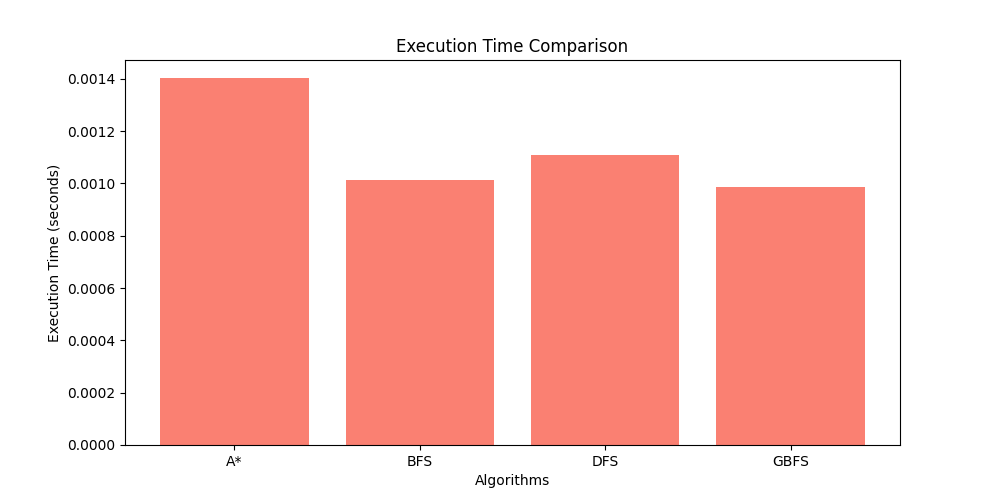 Execution Time Comparison
Execution Time (seconds)
0.0014
0.0012
0.0010
0.0008
0.0006
0.0004
0.0002
0.0000
A* BFS DFS GBFS
Algorithms